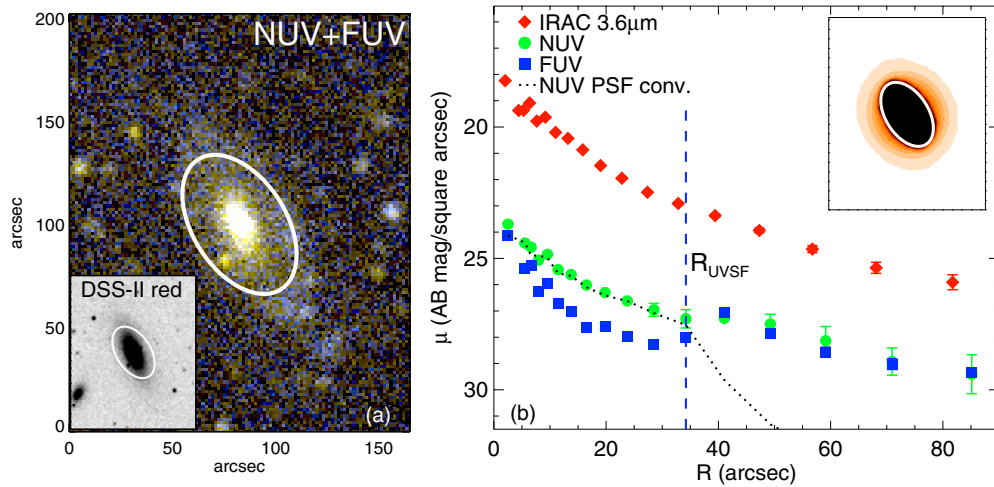 NUV+FUV
200
150
100
50
0
arcsec
DSS-II red
(a)
0 50 100 150
arcsec
IRAC 3.6μm
NUV
FUV
NUV PSF conv.
R_UVSF
20
25
30
μ (AB mag/square arcsec)
(b)
0 20 40 60 80
R (arcsec)